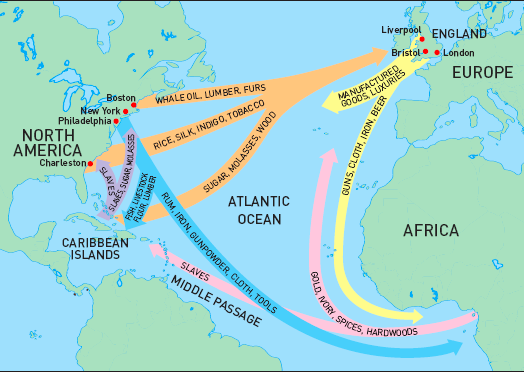 Liverpool
ENGLAND
Bristol
London
EUROPE
MANUFACTURED
GOODS, LUXURIES
Boston
WHALE OIL, LUMBER, FURS
New York
Philadelphia
GUNS, CLOTH, IRON, BEER
RICE, SILK, INDIGO, TOBACCO
NORTH
AMERICA
SUGAR, MOLASSES, WOOD
Charleston
SLAVES
SLAVES, SUGAR, MOLASSES
FISH, LIVESTOCK
FLOUR, LUMBER
RUM, IRON, GUNPOWDER, CLOTH, TOOLS
ATLANTIC
OCEAN
AFRICA
CARIBBEAN
ISLANDS
SLAVES
MIDDLE PASSAGE
GOLD, IVORY, SPICES, HARDWOODS